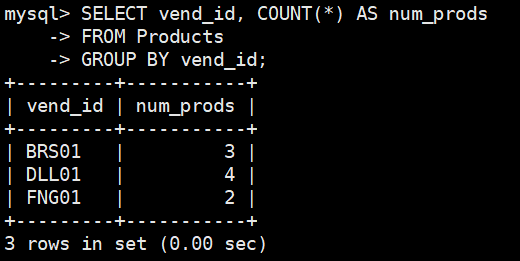 mysql> SELECT vend_id, COUNT(*) AS num_prods
    -> FROM Products
    -> GROUP BY vend_id;
+---------+-----------+
| vend_id | num_prods |
+---------+-----------+
| BRS01   |         3 |
| DLL01   |         4 |
| FNG01   |         2 |
+---------+-----------+
3 rows in set (0.00 sec)